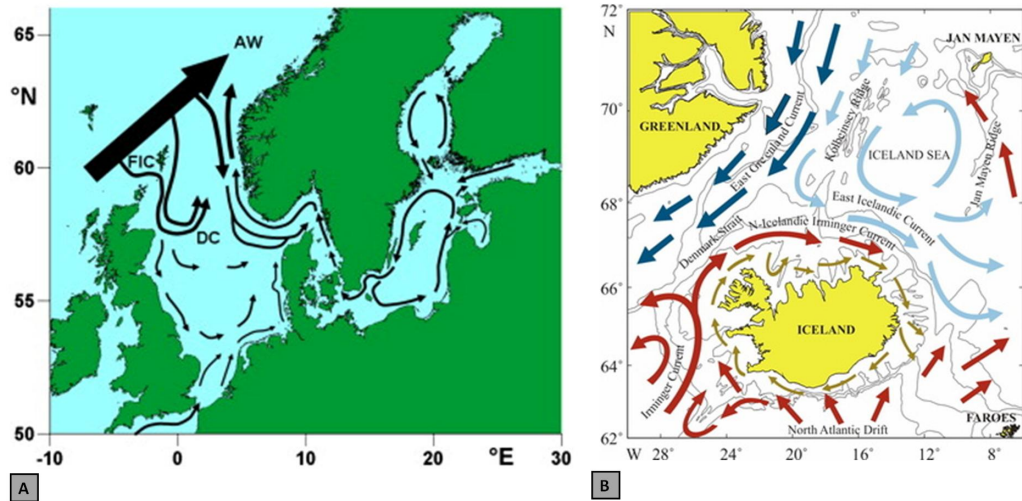 65
AW
°N
60
FIC
DC
55
50
-10
0
10
20
°E
30
A
72°
N
JAN MAYEN
70°
GREENLAND
East Greenland Current
Kolbeinsey Ridge
ICELAND SEA
Jan Mayen Ridge
68°
East Icelandic Current
Denmark Strait
N-Icelandic Irminger Current
66°
ICELAND
64°
63°
Irminger Current
North Atlantic Drift
FAROES
62°
W
28°
24°
20°
16°
12°
8°
B